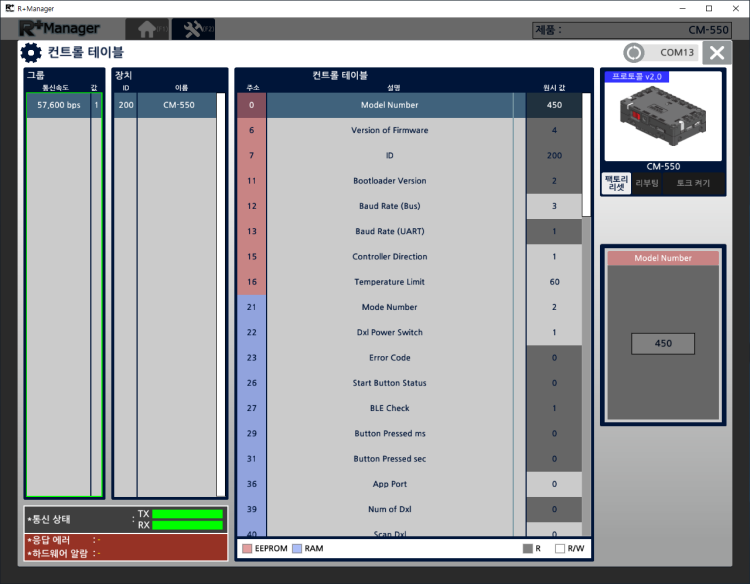 R+Manager
R+Manager
(F1)
(F2)
제품 :
CM-550
컨트롤 테이블
COM13
그룹
통신속도 값
57,600 bps 1
장치
ID 이름
200 CM-550
컨트롤 테이블
주소 설명 원시 값
0 Model Number 450
6 Version of Firmware 4
7 ID 200
11 Bootloader Version 2
12 Baud Rate (Bus) 3
13 Baud Rate (UART) 1
15 Controller Direction 1
16 Temperature Limit 60
21 Mode Number 2
22 Dxl Power Switch 1
23 Error Code 0
26 Start Button Status 0
27 BLE Check 1
29 Button Pressed ms 0
31 Button Pressed sec 0
36 App Port 0
39 Num of Dxl 0
40 Scan Dxl 0
EEPROM RAM R R/W
프로토콜 v2.0
CM-550
팩토리
리셋
리부팅
토크 켜기
Model Number
450
*통신 상태 : TX
RX
*응답 에러 : -
*하드웨어 알람 : -